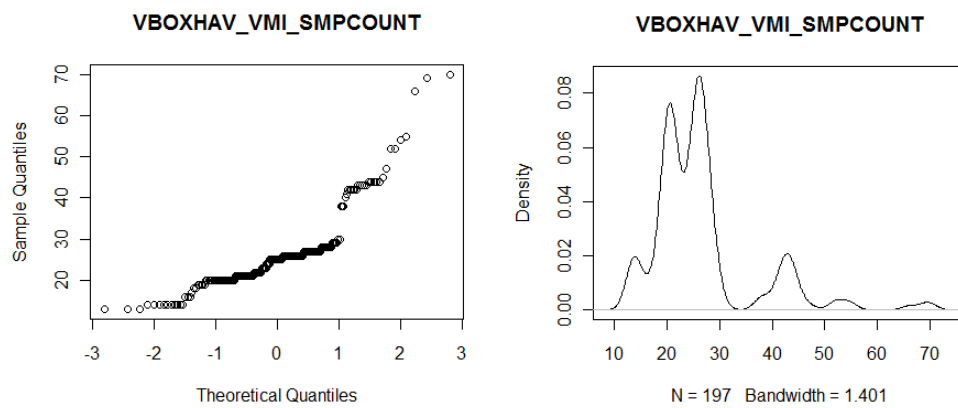 VBOXHAV_VMI_SMPCOUNT
Sample Quantiles
70
60
50
40
30
20
-3 -2 -1 0 1 2 3
Theoretical Quantiles
VBOXHAV_VMI_SMPCOUNT
Density
0.08
0.06
0.04
0.02
0.00
10 20 30 40 50 60 70
N = 197 Bandwidth = 1.401